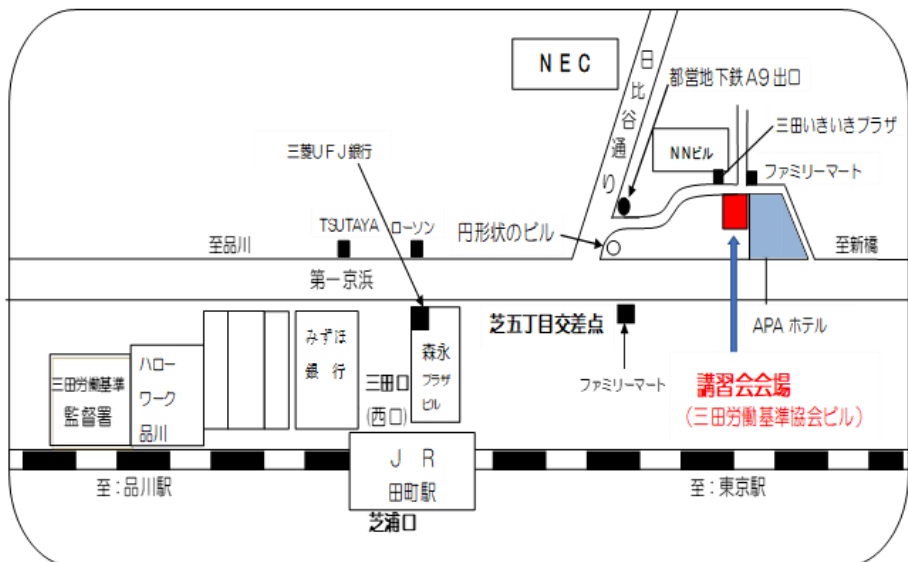 NEC
日比谷通り
都営地下鉄A9出口
三田いきいきプラザ
NNビル
ファミリーマート
三菱UFJ銀行
TSUTAYA
ローソン
円形状のビル
至品川
至新橋
第一京浜
芝五丁目交差点
APAホテル
みずほ
銀行
森永
プラザ
ビル
三田口
(西口)
ファミリーマート
講習会会場
(三田労働基準協会ビル)
三田労働基準
監督署
ハロー
ワーク
品川
JR
田町駅
至:品川駅
至:東京駅
芝浦口